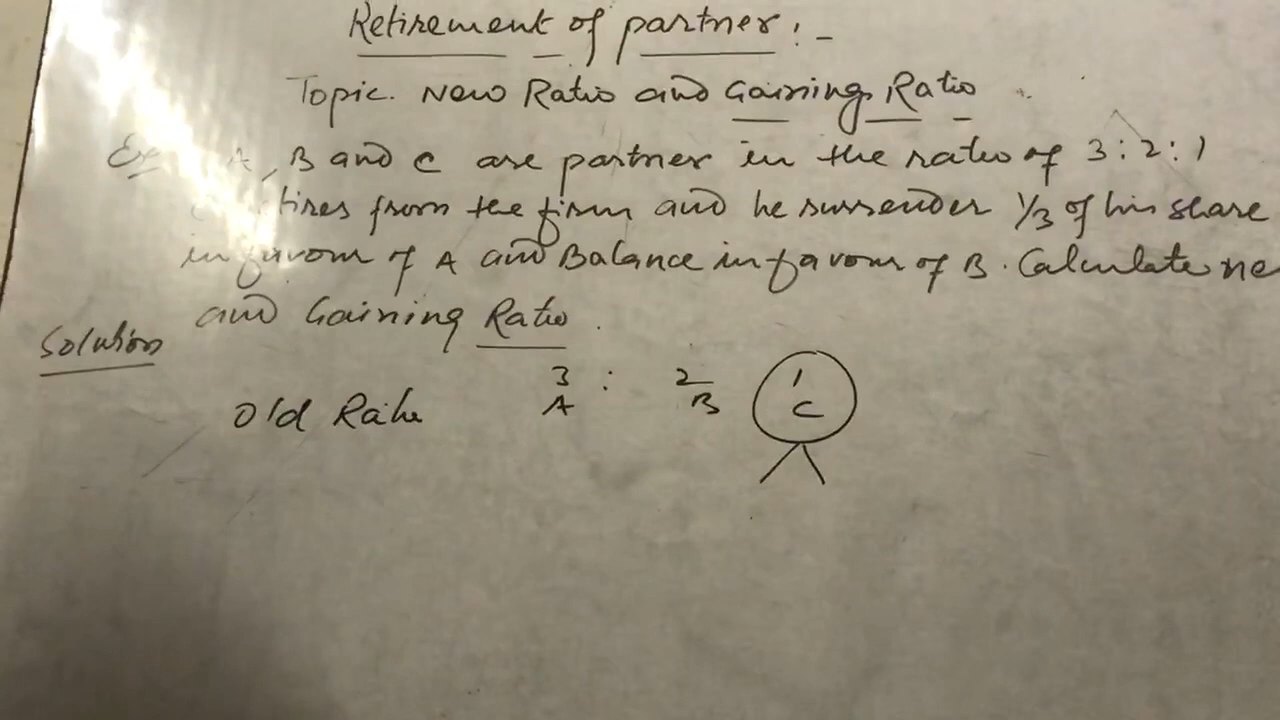 Retirement of partner :-
Topic. New Ratio and Gaining Ratio
Ex A, B and C are partner in the ratio of 3:2:1
tires from the firm and he surrender 1/3 of his share
in favour of A and Balance in favour of B. Calculate ne
and Gaining Ratio.
Solution
3 : 2 1
Old Ratio A B C